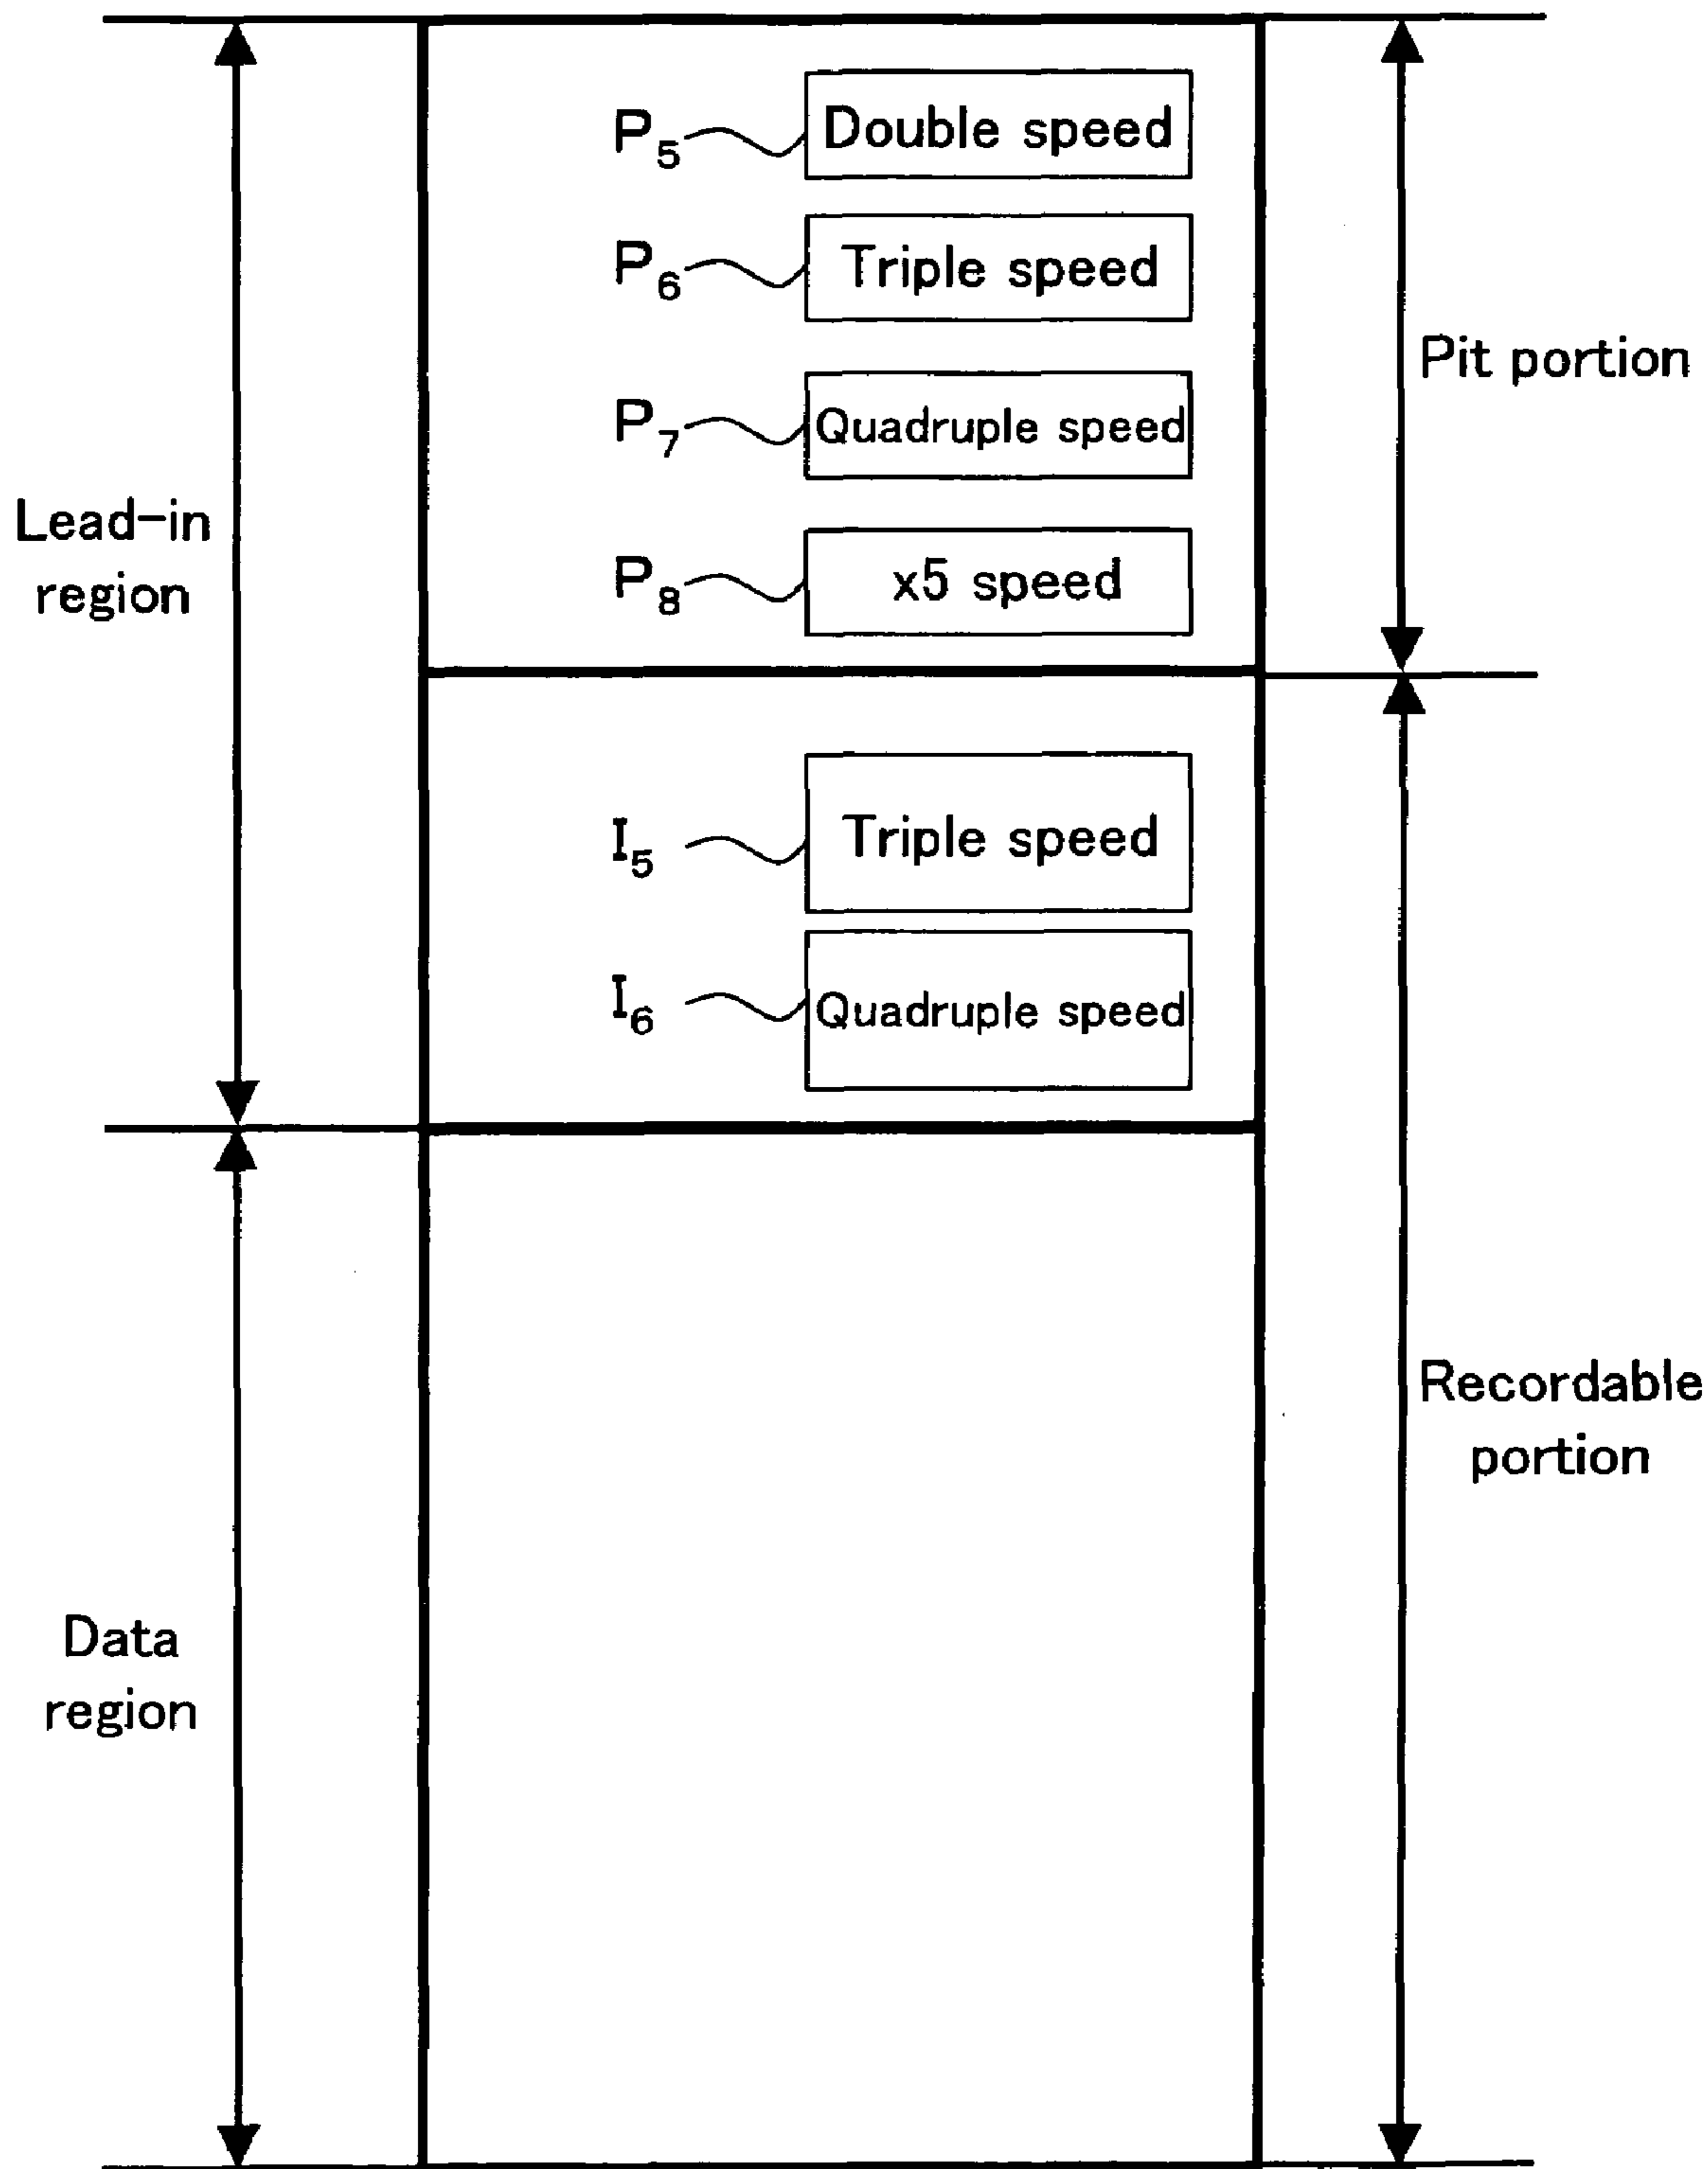 P5 Double speed
P6 Triple speed
P7 Quadruple speed
P8 x5 speed
Pit portion
Lead-in
region
I5 Triple speed
I6 Quadruple speed
Recordable
portion
Data
region